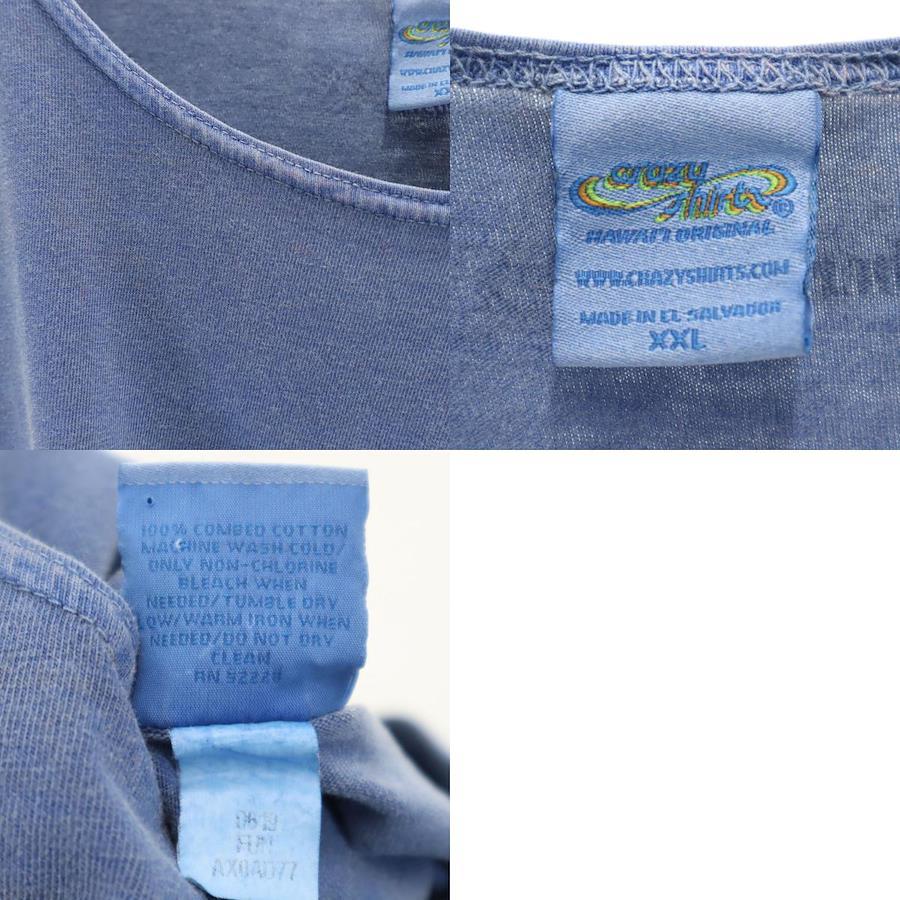 Crazy
Shirts®
HAWAI'I ORIGINAL
WWW.CRAZYSHIRTS.COM
MADE IN EL SALVADOR
XXL
100% COMBED COTTON
MACHINE WASH COLD/
ONLY NON-CHLORINE
BLEACH WHEN
NEEDED/TUMBLE DRY
LOW/WARM IRON WHEN
NEEDED/DO NOT DRY
CLEAN
RN 52228
FUN